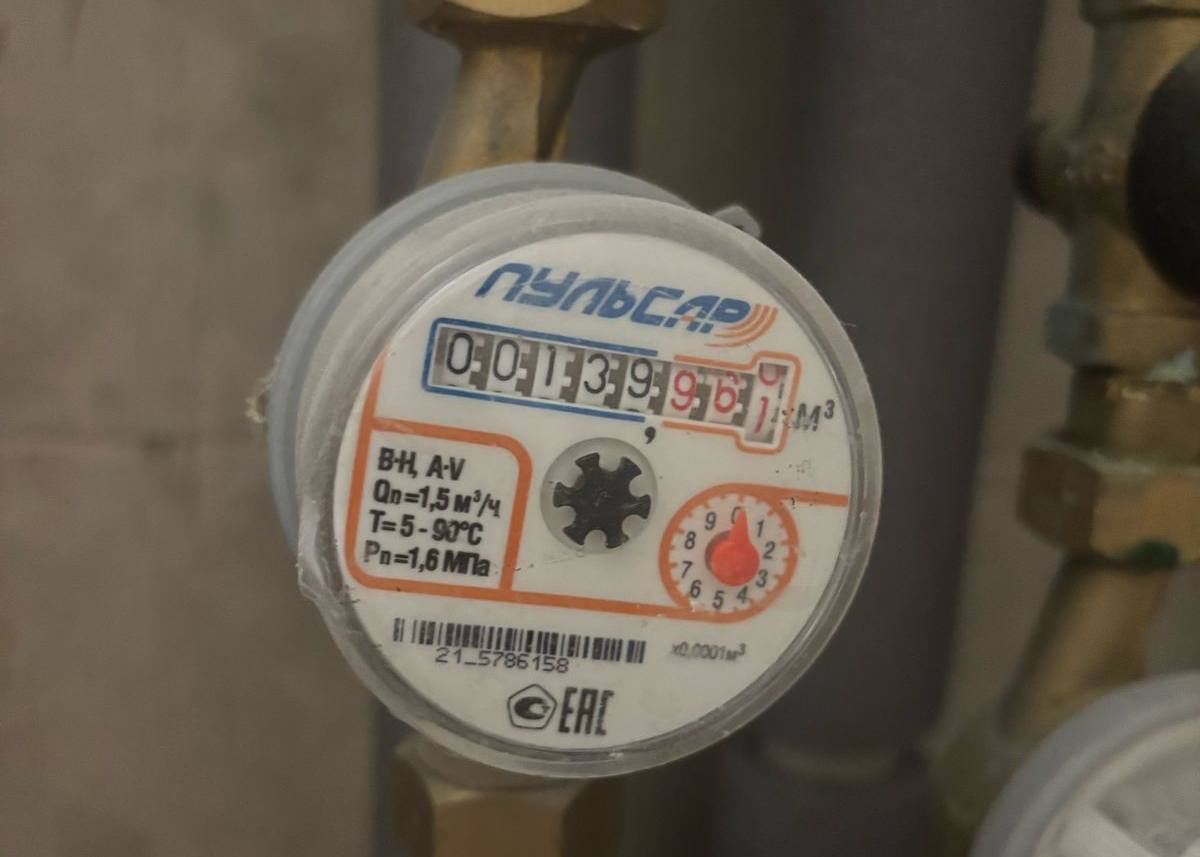 ПУЛЬСАР
00139,961 м³
В·Н, А·V
Qn=1,5 м³/ч
T=5 - 90°C
Pn=1,6 МПа
0 1 2 3 4 5 6 7 8 9
x0,0001м³
21_5786158
ЕАС